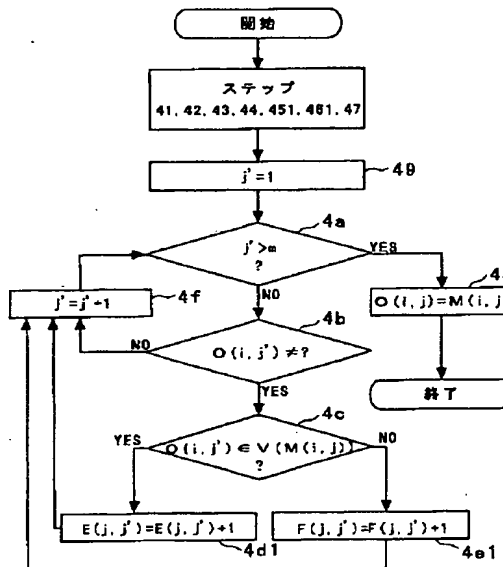 開始
ステップ
41, 42, 43, 44, 451, 461, 47
j'=1
49
4a
j'>m
?
YES
NO
j'=j'+1
4f
O(i,j)=M(i,j
4b
O(i,j')≠?
NO
YES
終了
4c
O(i,j')∈V(M(i,j))
?
YES
NO
E(j,j')=E(j,j')+1
4d1
F(j,j')=F(j,j')+1
4e1